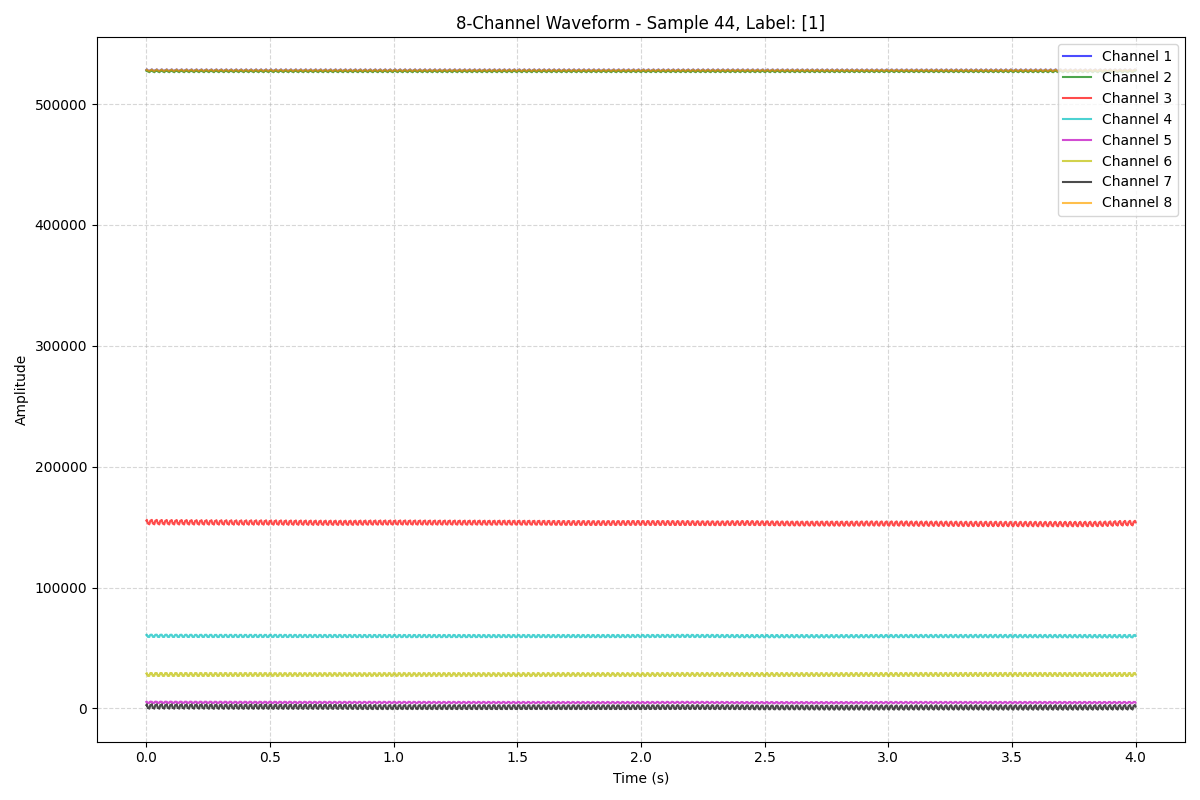 8-Channel Waveform - Sample 44, Label: [1]
Channel 1
Channel 2
Channel 3
Channel 4
Channel 5
Channel 6
Channel 7
Channel 8
500000
400000
300000
200000
100000
0
Amplitude
0.0 0.5 1.0 1.5 2.0 2.5 3.0 3.5 4.0
Time (s)